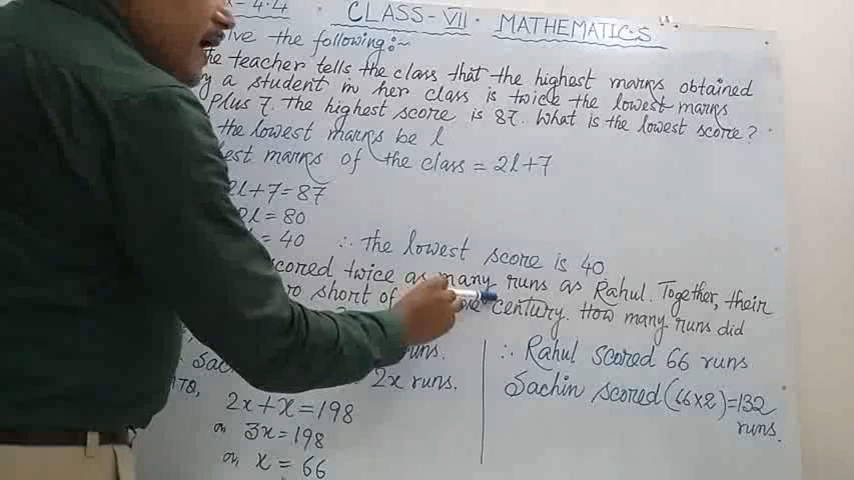 - 4.4 CLASS-VII. MATHEMATICS.
the following:~
the teacher tells the class that the highest marks obtained
by a student in her class is twice the lowest marks
plus 7. The highest score is 87. What is the lowest score?
the lowest marks be l
marks of the class = 2l+7
2l+7=87
2l = 80
= 40 ∴ The lowest score is 40
scored twice as many runs as Rahul. Together, their
short of century. How many runs did
runs. ∴ Rahul scored 66 runs
2x runs. Sachin scored (66×2)=132
runs.
2x+x=198
or, 3x=198
or, x = 66